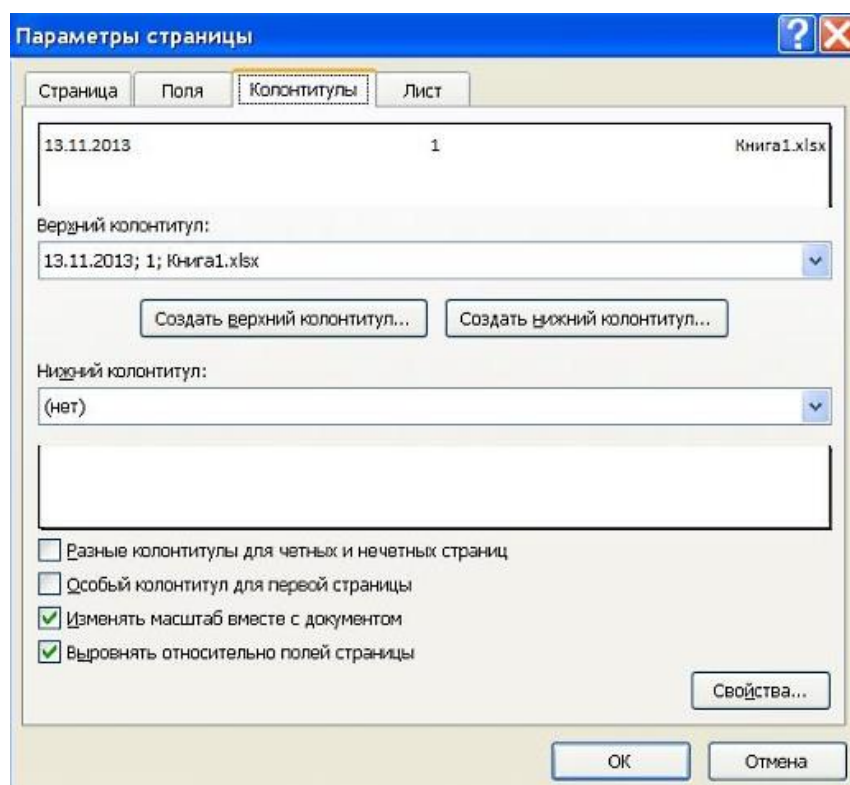 Параметры страницы
Страница Поля Колонтитулы Лист
13.11.2013 1 Книга1.xlsx
Верхний колонтитул:
13.11.2013; 1; Книга1.xlsx
Создать верхний колонтитул... Создать нижний колонтитул...
Нижний колонтитул:
(нет)
Разные колонтитулы для четных и нечетных страниц
Особый колонтитул для первой страницы
Изменять масштаб вместе с документом
Выровнять относительно полей страницы
Свойства...
ОК Отмена